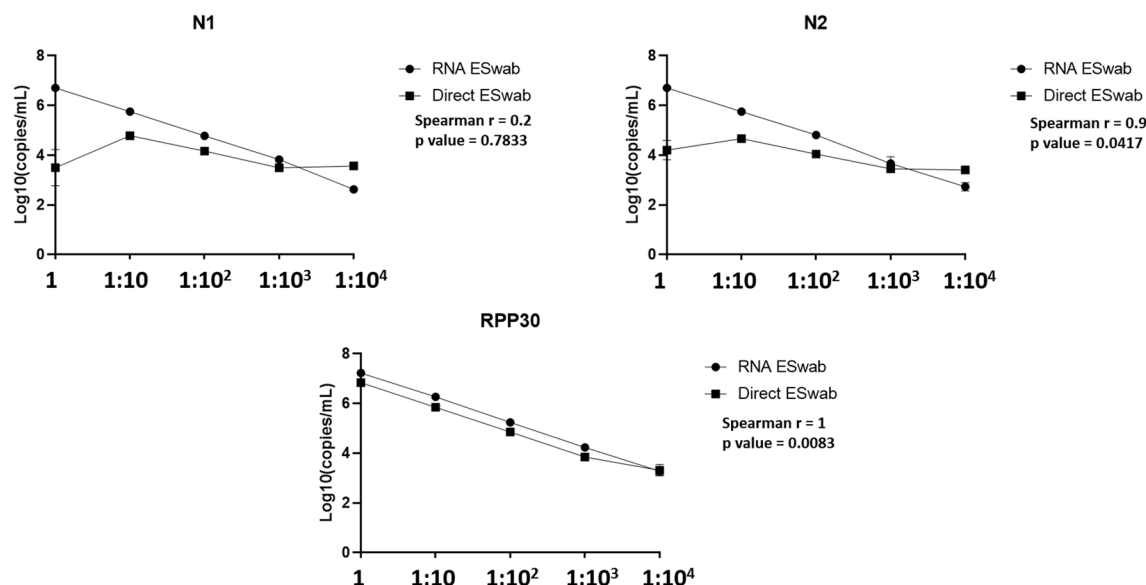 N1
Log10(copies/mL)
8
6
4
2
0
1 1:10 1:10² 1:10³ 1:10⁴
RNA ESwab
Direct ESwab
Spearman r = 0.2
p value = 0.7833
N2
Log10(copies/mL)
8
6
4
2
0
1 1:10 1:10² 1:10³ 1:10⁴
RNA ESwab
Direct ESwab
Spearman r = 0.9
p value = 0.0417
RPP30
Log10(copies/mL)
8
6
4
2
0
1 1:10 1:10² 1:10³ 1:10⁴
RNA ESwab
Direct ESwab
Spearman r = 1
p value = 0.0083